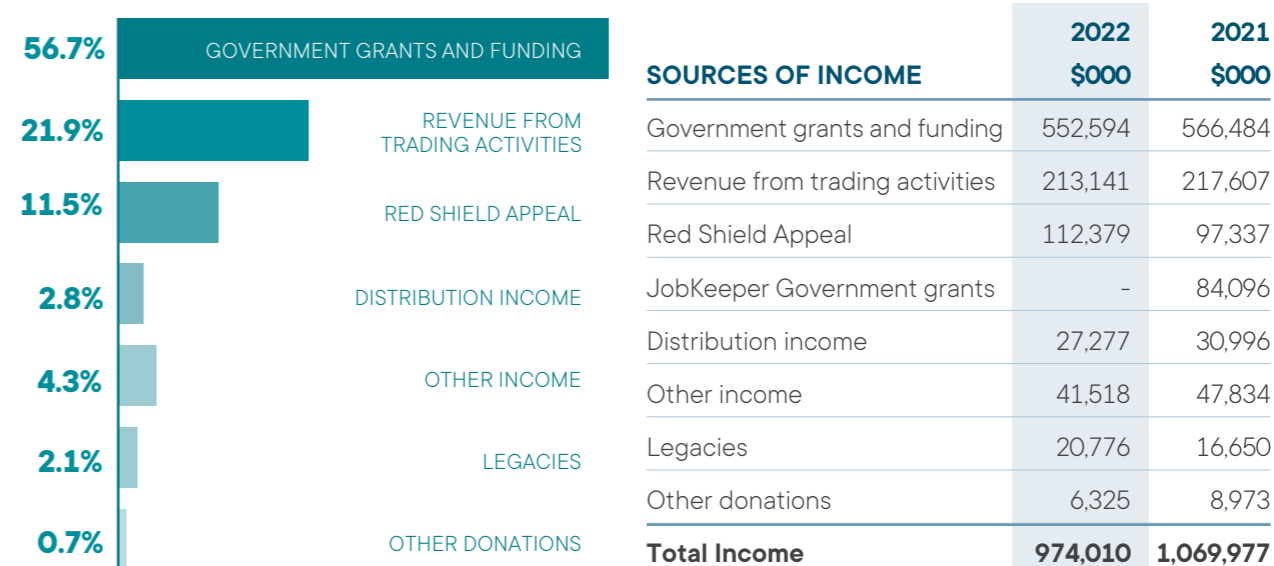 56.7% GOVERNMENT GRANTS AND FUNDING
21.9% REVENUE FROM
TRADING ACTIVITIES
11.5% RED SHIELD APPEAL
2.8% DISTRIBUTION INCOME
4.3% OTHER INCOME
2.1% LEGACIES
0.7% OTHER DONATIONS
2022 2021
SOURCES OF INCOME $000 $000
Government grants and funding 552,594 566,484
Revenue from trading activities 213,141 217,607
Red Shield Appeal 112,379 97,337
JobKeeper Government grants - 84,096
Distribution income 27,277 30,996
Other income 41,518 47,834
Legacies 20,776 16,650
Other donations 6,325 8,973
Total Income 974,010 1,069,977